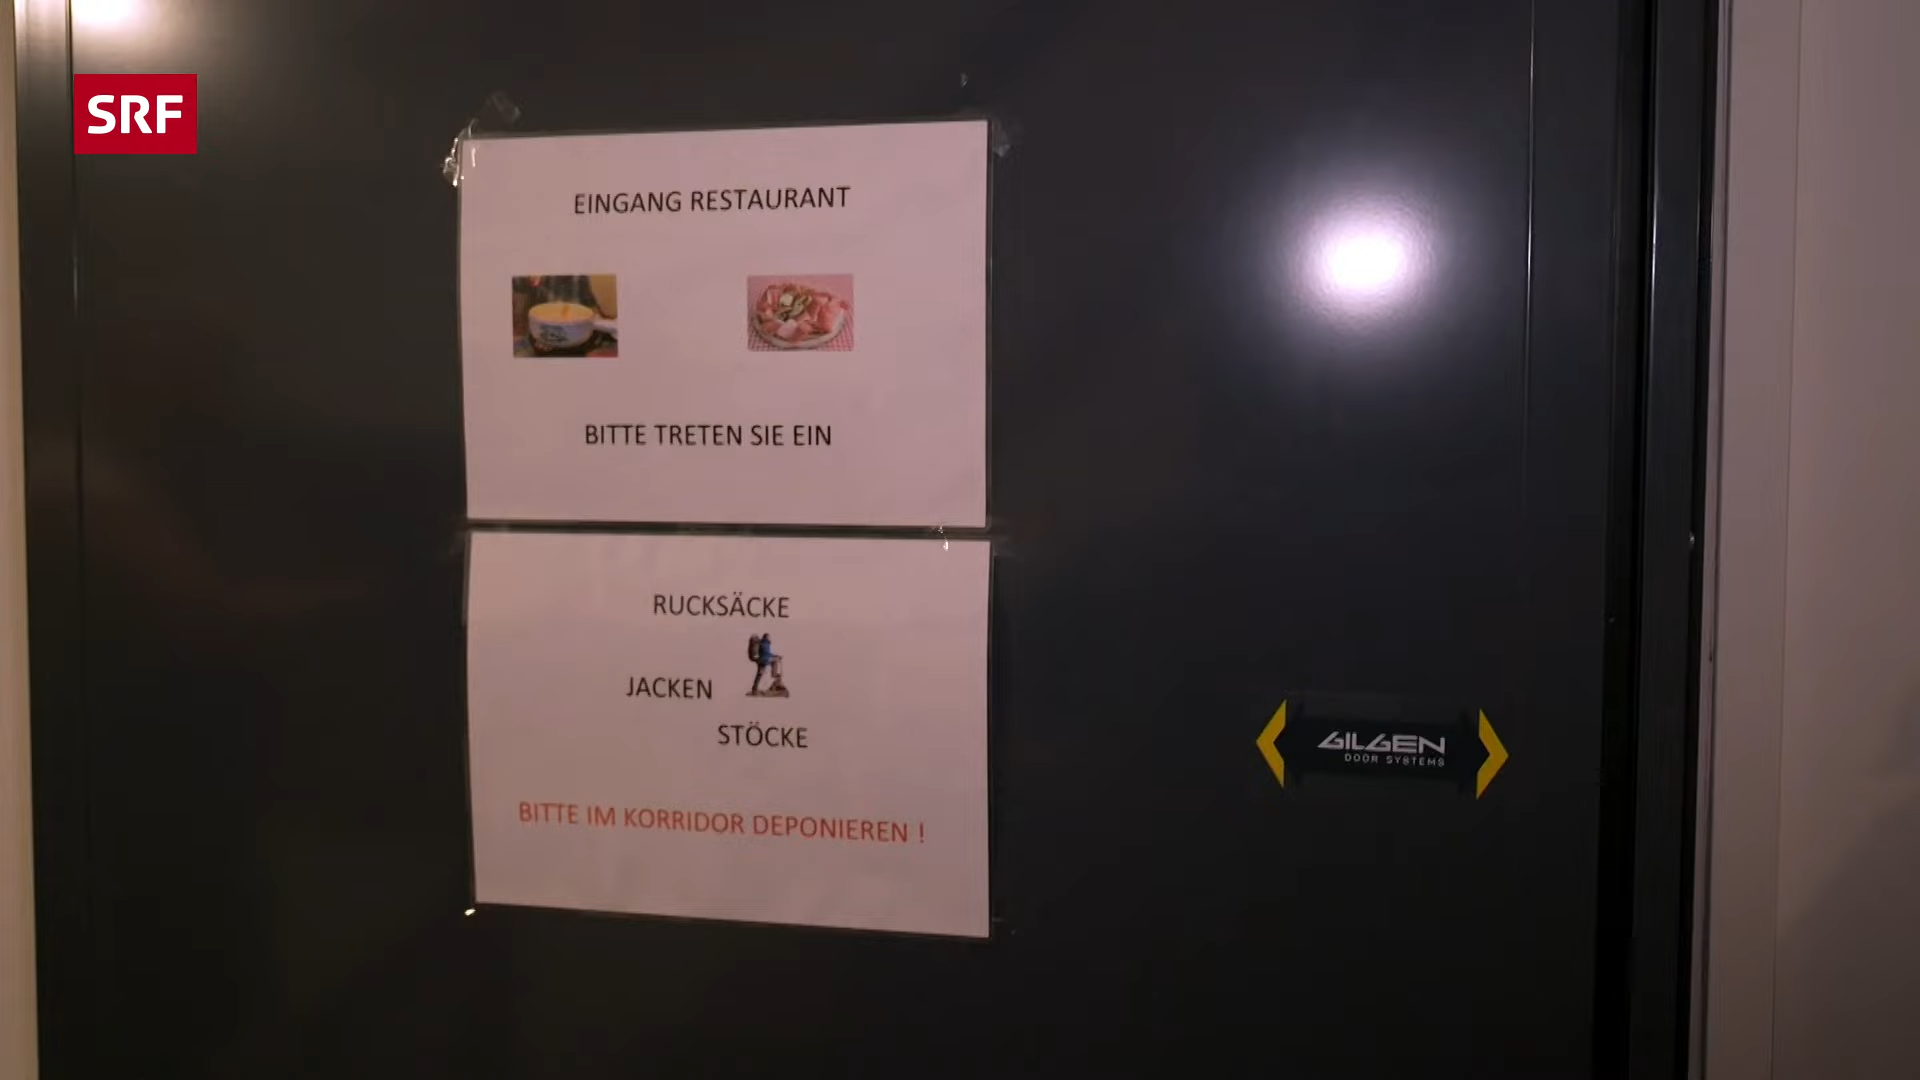 SRF
EINGANG RESTAURANT
BITTE TRETEN SIE EIN
RUCKSÄCKE
JACKEN
STÖCKE
BITTE IM KORRIDOR DEPONIEREN !
GILGEN
DOOR SYSTEMS